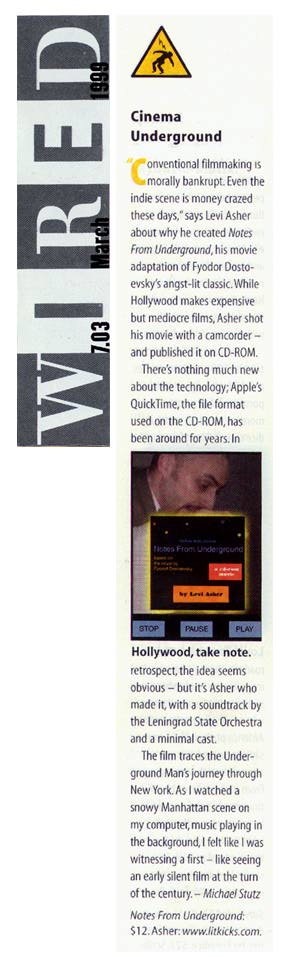 WIRED
7.03 March 1999
Cinema
Underground
"Conventional filmmaking is
morally bankrupt. Even the
indie scene is money crazed
these days," says Levi Asher
about why he created Notes
From Underground, his movie
adaptation of Fyodor Dosto-
evsky's angst-lit classic. While
Hollywood makes expensive
but mediocre films, Asher shot
his movie with a camcorder –
and published it on CD-ROM.
There's nothing much new
about the technology; Apple's
QuickTime, the file format
used on the CD-ROM, has
been around for years. In
Notes From Underground
a cd-rom
movie
by Levi Asher
STOP PAUSE PLAY
Hollywood, take note.
retrospect, the idea seems
obvious – but it's Asher who
made it, with a soundtrack by
the Leningrad State Orchestra
and a minimal cast.
The film traces the Under-
ground Man's journey through
New York. As I watched a
snowy Manhattan scene on
my computer, music playing in
the background, I felt like I was
witnessing a first – like seeing
an early silent film at the turn
of the century. – Michael Stutz
Notes From Underground:
$12. Asher: www.litkicks.com.